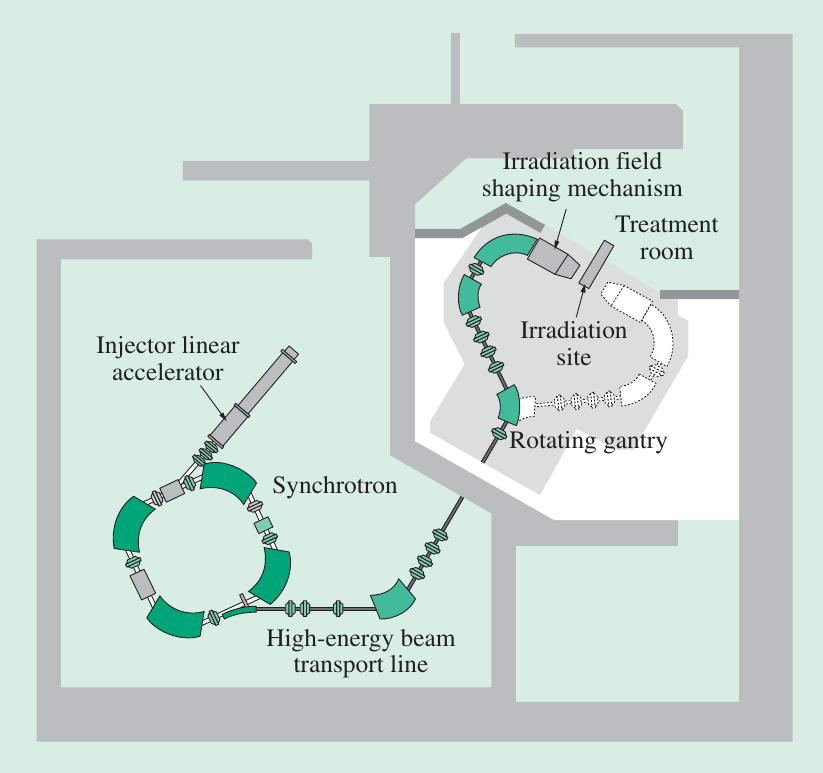 Irradiation field
shaping mechanism
Treatment
room
Irradiation
site
Injector linear
accelerator
Rotating gantry
Synchrotron
High-energy beam
transport line